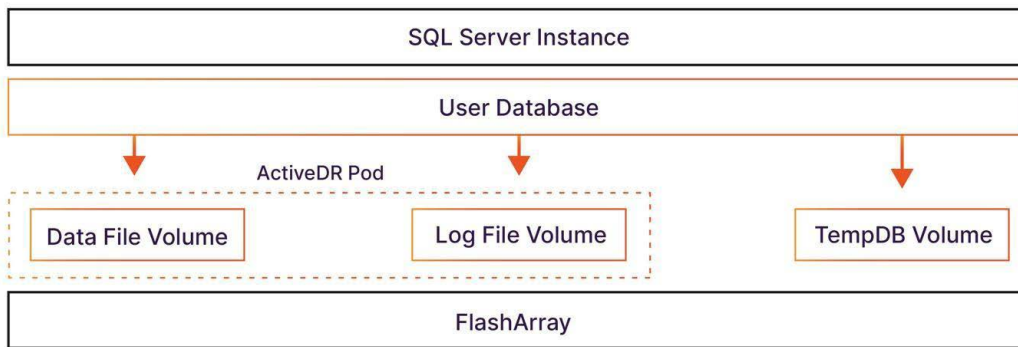 SQL Server Instance
User Database
ActiveDR Pod
Data File Volume
Log File Volume
TempDB Volume
FlashArray